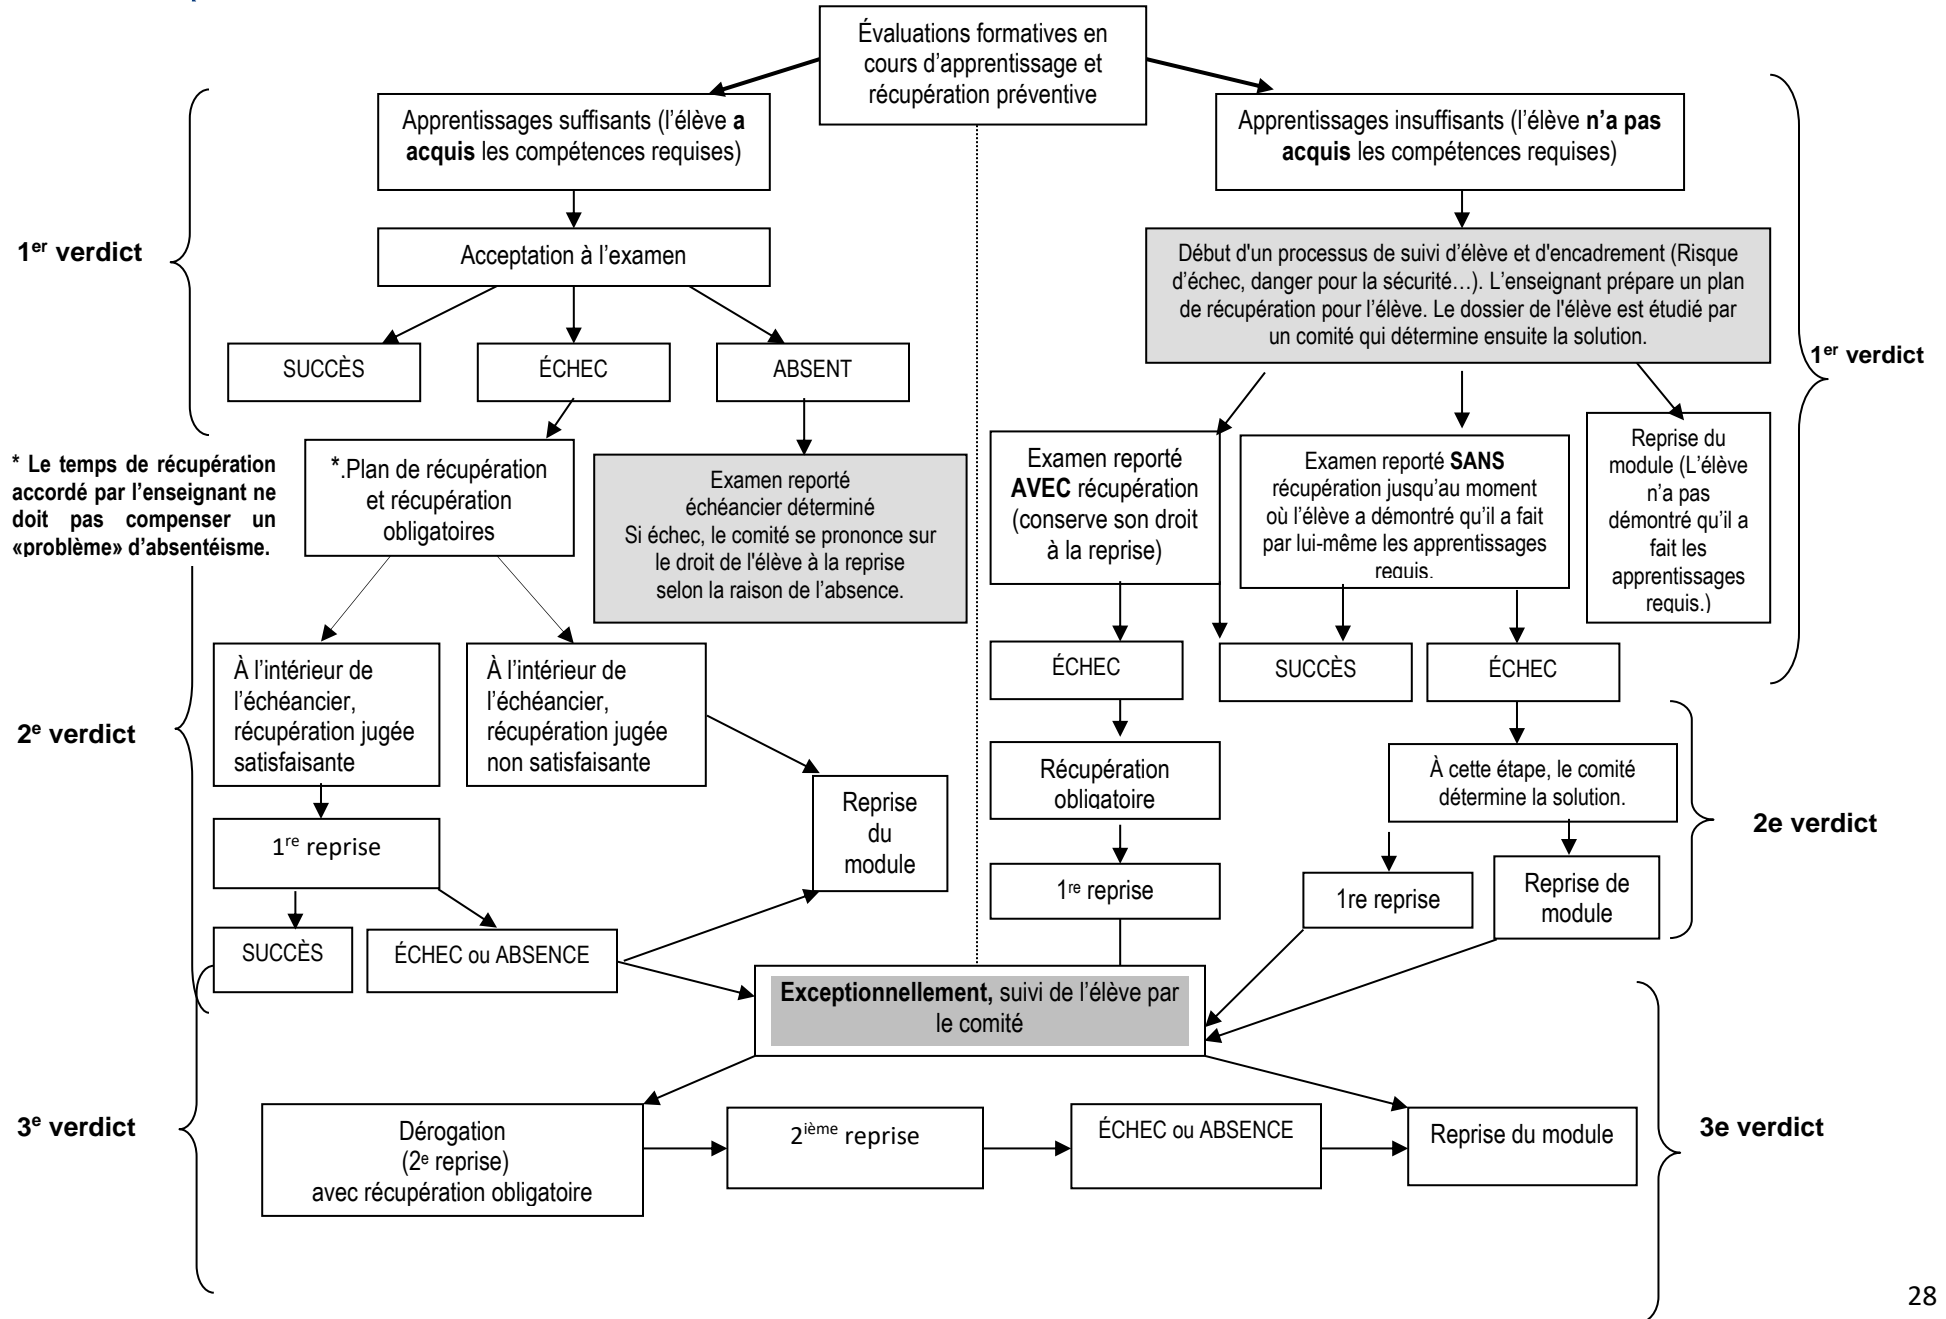 Évaluations formatives en
cours d’apprentissage et
récupération préventive
Apprentissages suffisants (l’élève a
acquis les compétences requises)
Apprentissages insuffisants (l’élève n’a pas
acquis les compétences requises)
1er verdict
Acceptation à l’examen
Début d'un processus de suivi d’élève et d'encadrement (Risque
d’échec, danger pour la sécurité…). L’enseignant prépare un plan
de récupération pour l’élève. Le dossier de l'élève est étudié par
un comité qui détermine ensuite la solution.
1er verdict
SUCCÈS
ÉCHEC
ABSENT
* Le temps de récupération
accordé par l’enseignant ne
doit pas compenser un
«problème» d’absentéisme.
*.Plan de récupération
et récupération
obligatoires
Examen reporté
échéancier déterminé
Si échec, le comité se prononce sur
le droit de l'élève à la reprise
selon la raison de l’absence.
Examen reporté
AVEC récupération
(conserve son droit
à la reprise)
Examen reporté SANS
récupération jusqu’au moment
où l’élève a démontré qu’il a fait
par lui-même les apprentissages
requis.
Reprise du
module (L’élève
n’a pas
démontré qu’il a
fait les
apprentissages
requis.)
À l’intérieur de
l’échéancier,
récupération jugée
satisfaisante
À l’intérieur de
l’échéancier,
récupération jugée
non satisfaisante
ÉCHEC
SUCCÈS
ÉCHEC
2e verdict
Reprise
du
module
Récupération
obligatoire
À cette étape, le comité
détermine la solution.
2e verdict
1re reprise
1re reprise
1re reprise
Reprise de
module
SUCCÈS
ÉCHEC ou ABSENCE
Exceptionnellement, suivi de l’élève par
le comité
3e verdict
Dérogation
(2e reprise)
avec récupération obligatoire
2ième reprise
ÉCHEC ou ABSENCE
Reprise du module
3e verdict
28